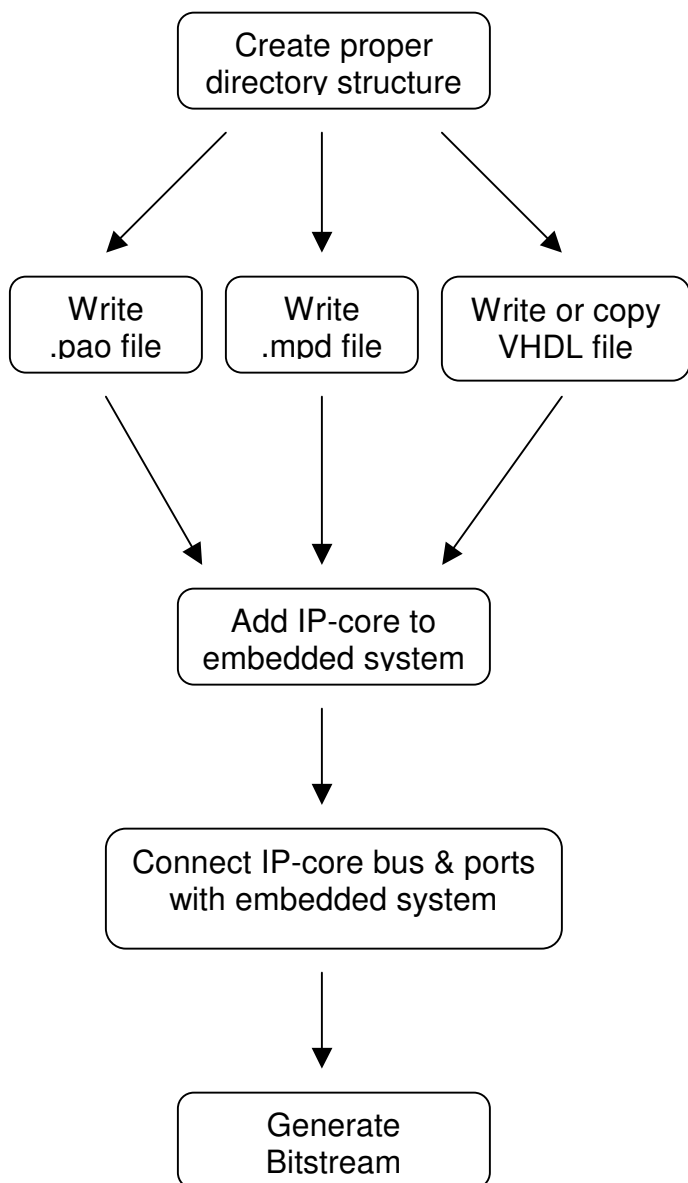 Create proper
directory structure
Write
.pao file
Write
.mpd file
Write or copy
VHDL file
Add IP-core to
embedded system
Connect IP-core bus & ports
with embedded system
Generate
Bitstream